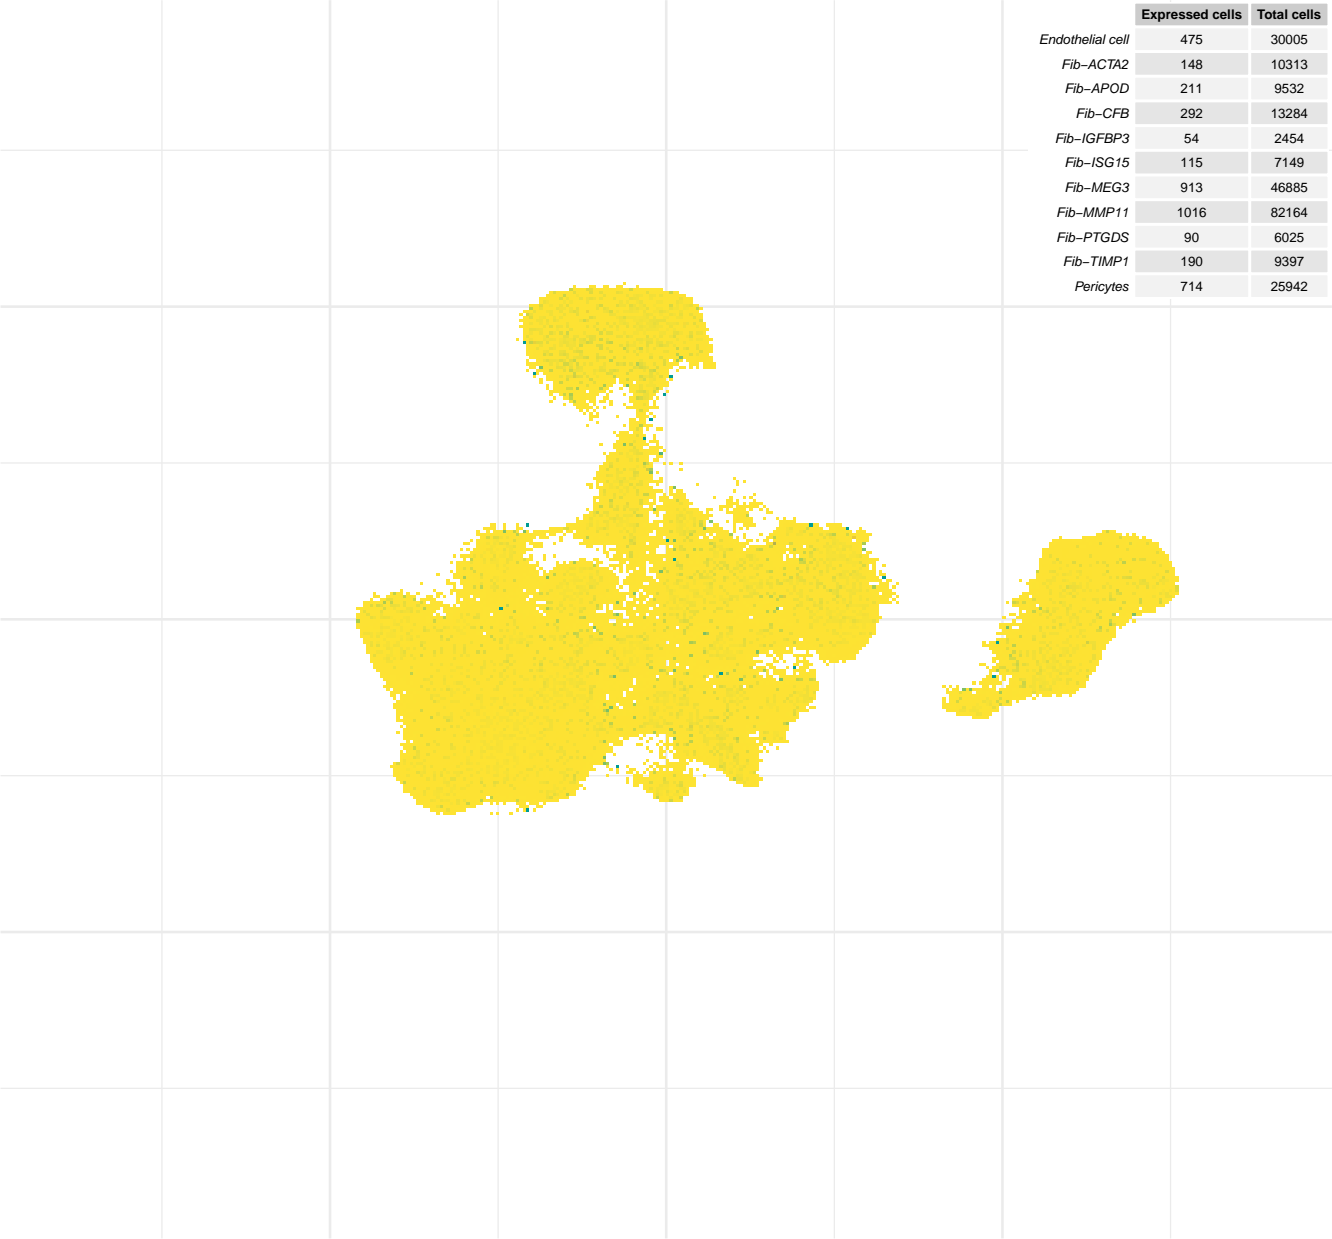 Expressed cells Total cells
Endothelial cell 475 30005
Fib−ACTA2 148 10313
Fib−APOD 211 9532
Fib−CFB 292 13284
Fib−IGFBP3 54 2454
Fib−ISG15 115 7149
Fib−MEG3 913 46885
Fib−MMP11 1016 82164
Fib−PTGDS 90 6025
Fib−TIMP1 190 9397
Pericytes 714 25942